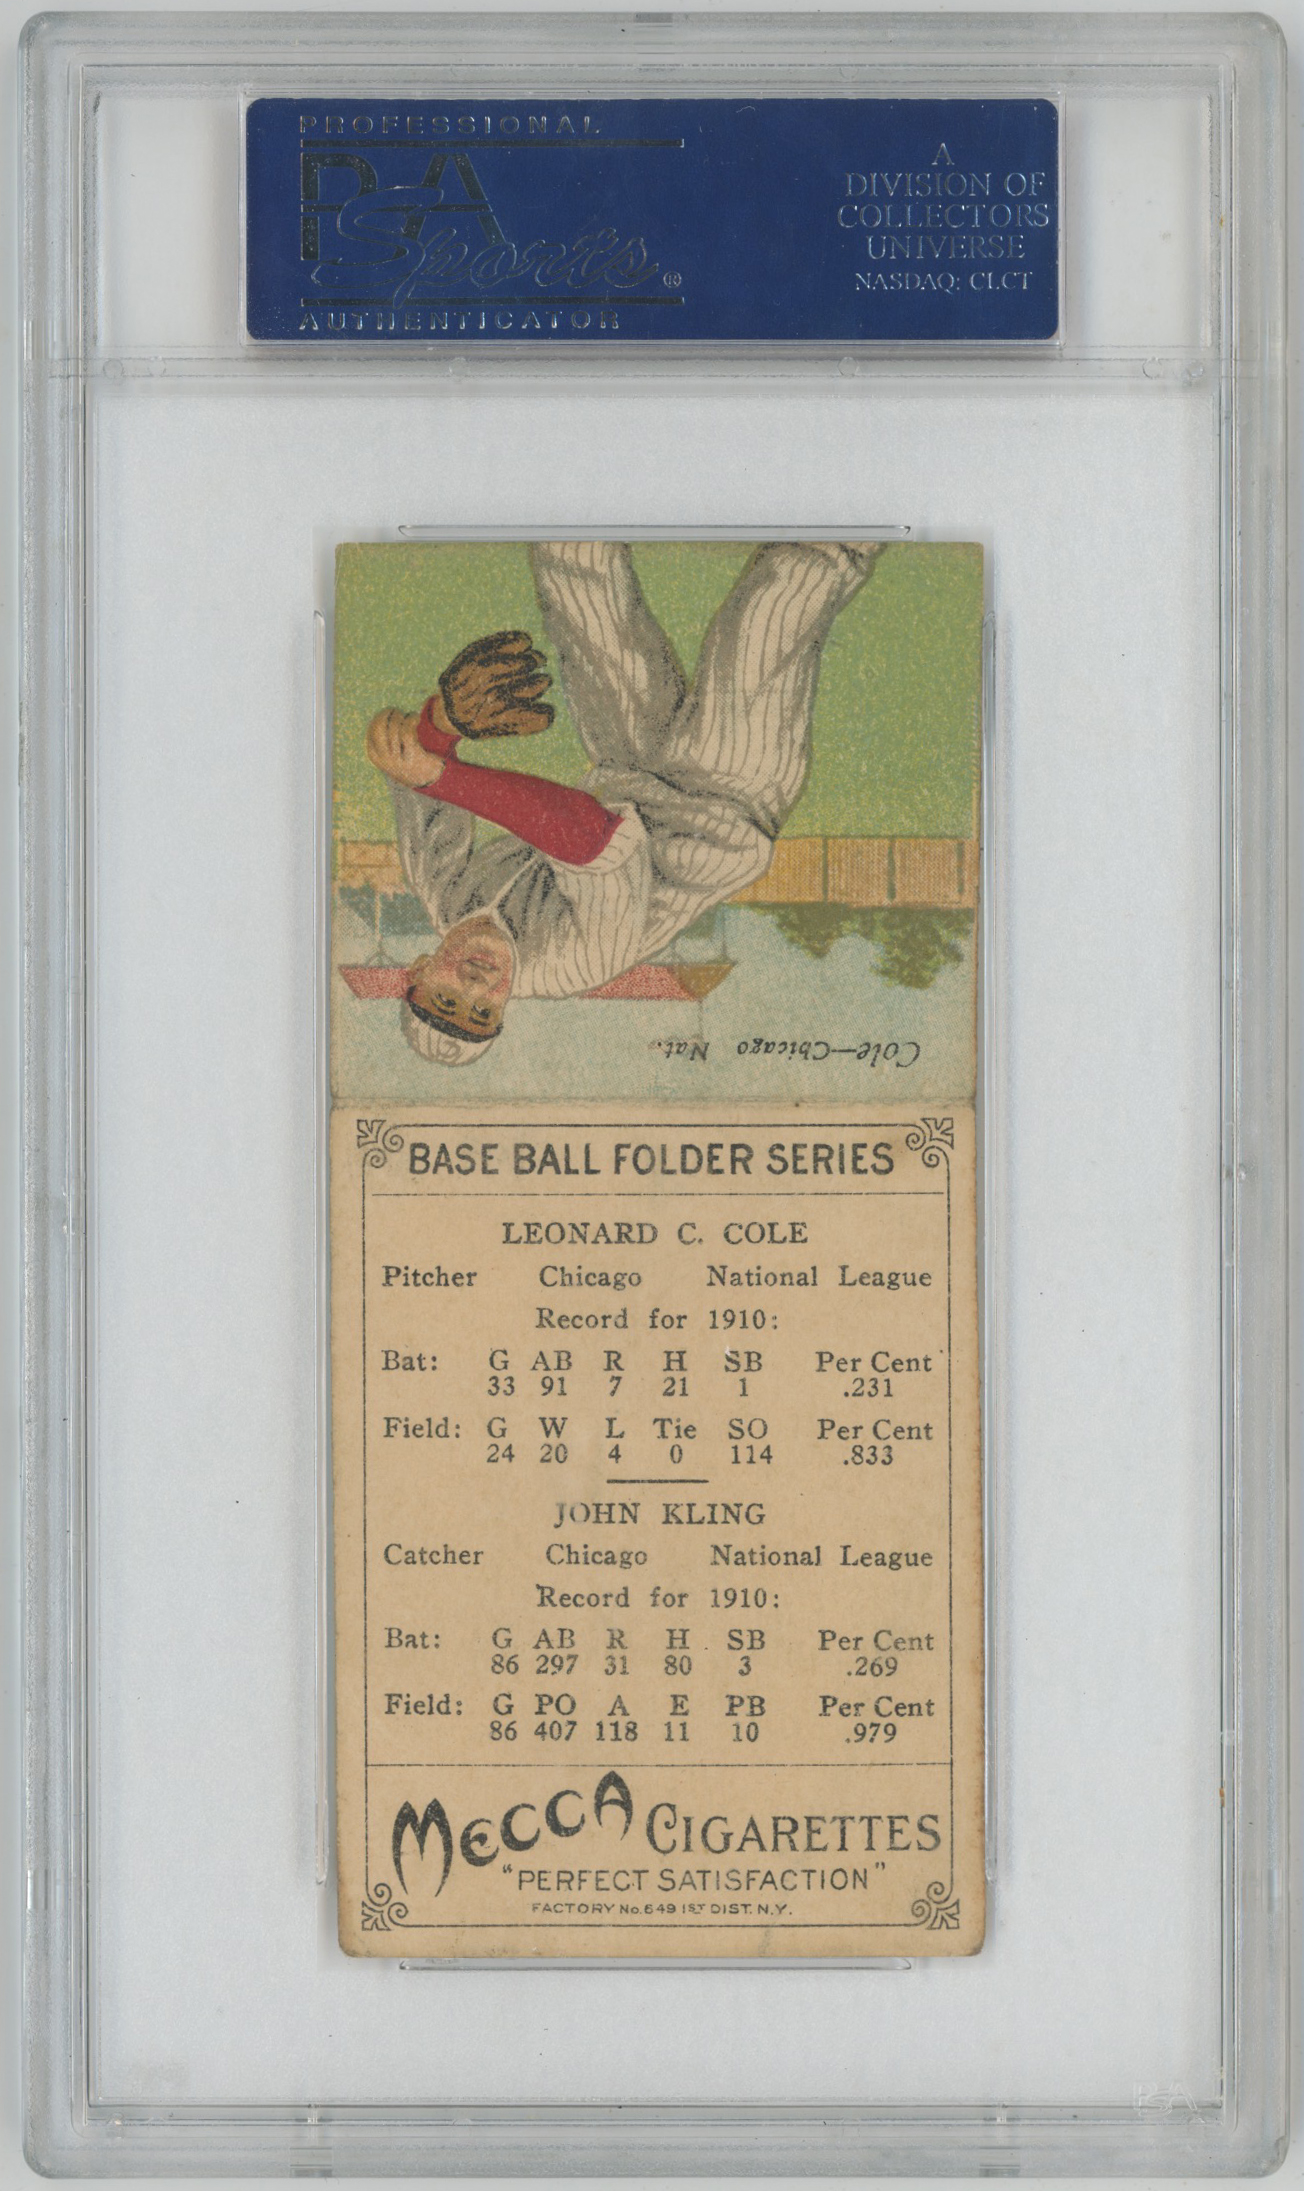 PROFESSIONAL
PSA
Sports®
AUTHENTICATOR
A
DIVISION OF
COLLECTORS
UNIVERSE
NASDAQ: CLCT
Cole—Chicago Nat.
BASE BALL FOLDER SERIES
LEONARD C. COLE
Pitcher Chicago National League
Record for 1910:
Bat: G AB R H SB Per Cent
33 91 7 21 1 .231
Field: G W L Tie SO Per Cent
24 20 4 0 114 .833
JOHN KLING
Catcher Chicago National League
Record for 1910:
Bat: G AB R H SB Per Cent
86 297 31 80 3 .269
Field: G PO A E PB Per Cent
86 407 118 11 10 .979
MECCA CIGARETTES
"PERFECT SATISFACTION"
FACTORY No. 649 1ST DIST. N.Y.
PSA